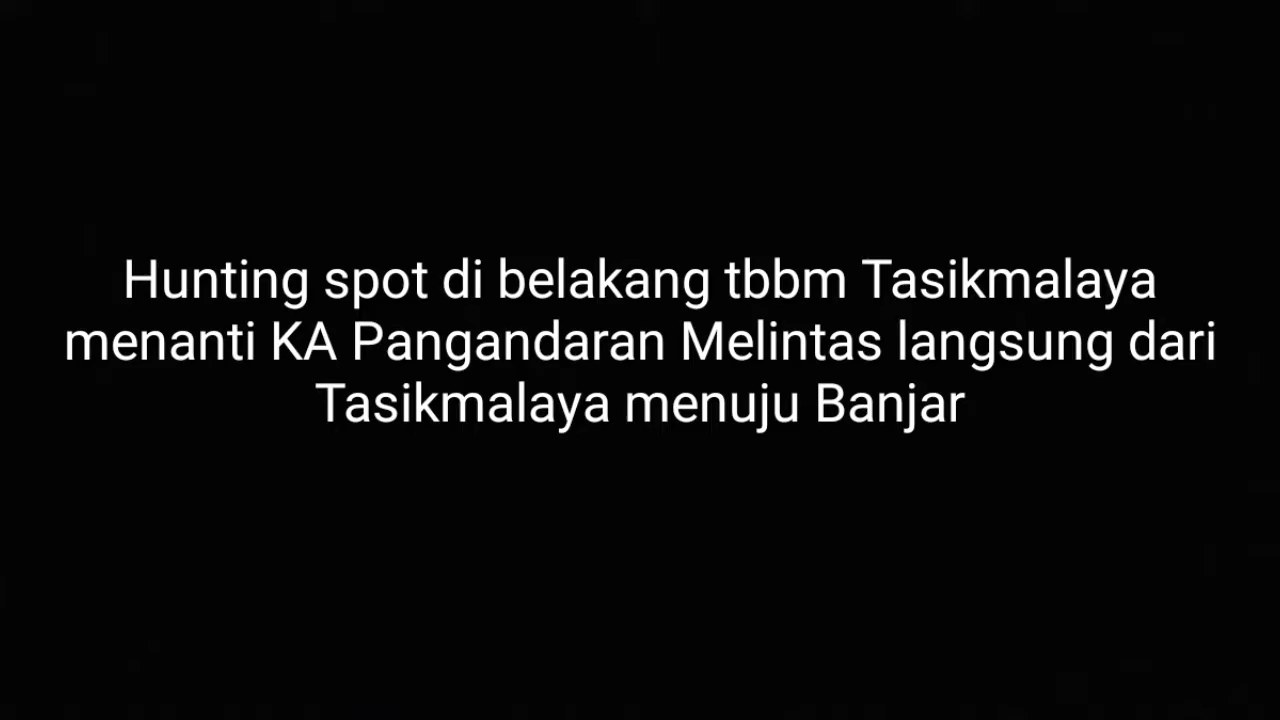 Hunting spot di belakang tbbm Tasikmalaya
menanti KA Pangandaran Melintas langsung dari
Tasikmalaya menuju Banjar